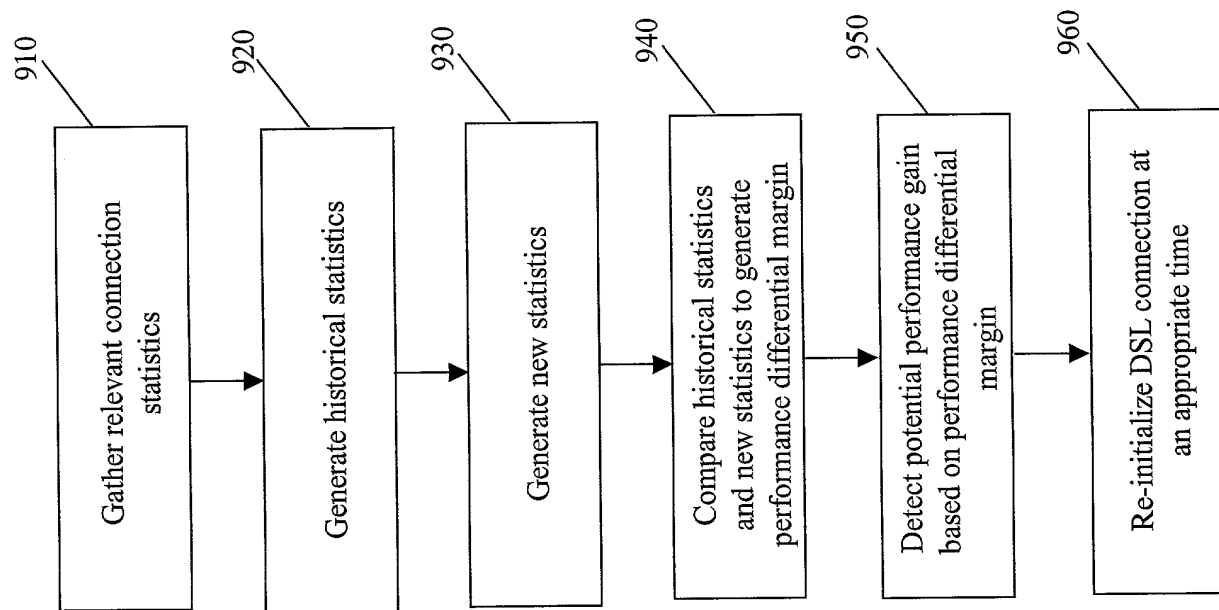 910
Gather relevant connection
statistics
920
Generate historical statistics
930
Generate new statistics
940
Compare historical statistics
and new statistics to generate
performance differential margin
950
Detect potential performance gain
based on performance differential
margin
960
Re-initialize DSL connection at
an appropriate time